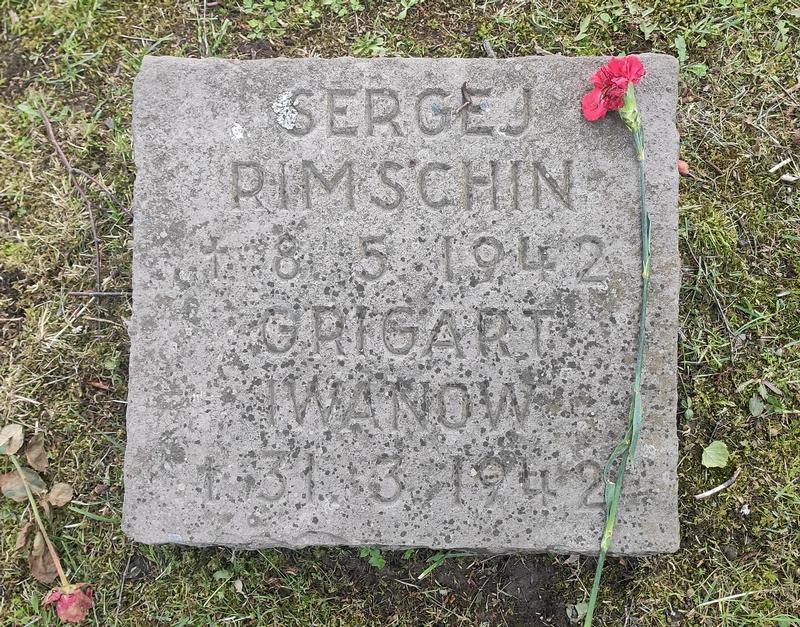 SERGEJ
RIMSCHIN
† 8. 5. 1942
GRIGART
IWANOW
† 31. 3. 1942